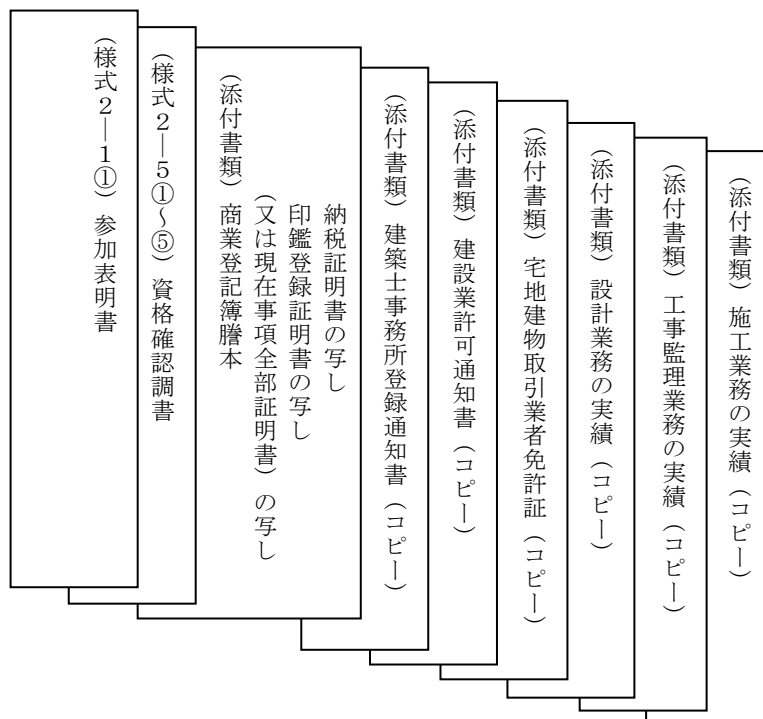 （様式２―１①）参加表明書
（様式２―５①～⑤）資格確認調書
（添付書類）商業登記簿謄本
（又は現在事項全部証明書）の写し
印鑑登録証明書の写し
納税証明書の写し
（添付書類）建築士事務所登録通知書（コピー）
（添付書類）建設業許可通知書（コピー）
（添付書類）宅地建物取引業者免許証（コピー）
（添付書類）設計業務の実績（コピー）
（添付書類）工事監理業務の実績（コピー）
（添付書類）施工業務の実績（コピー）